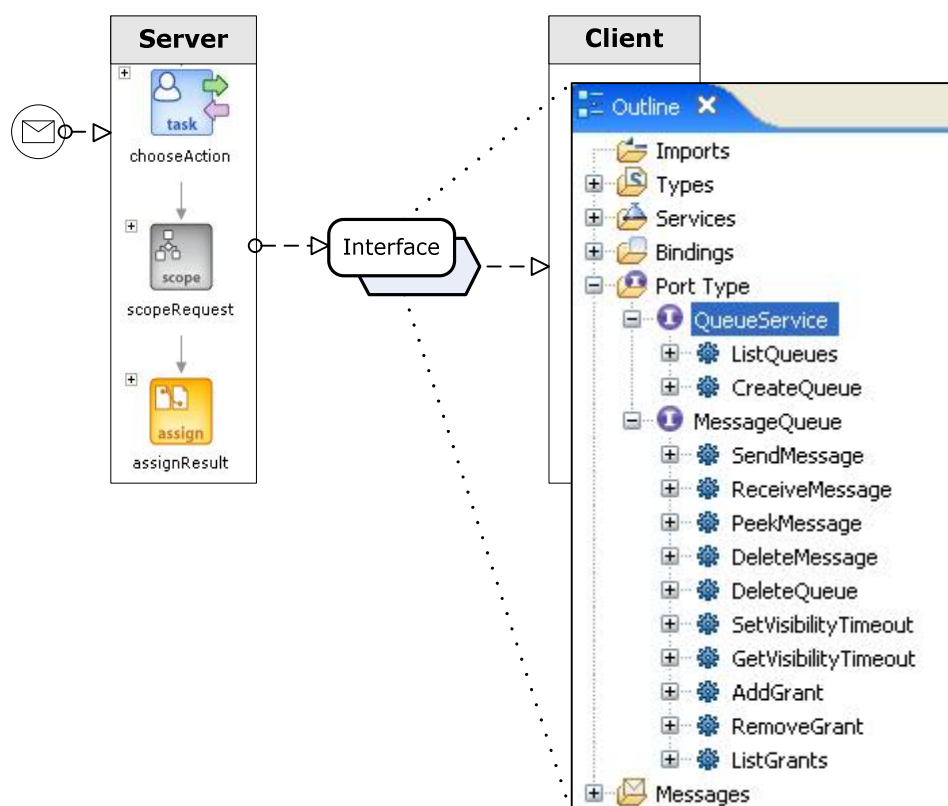 Server
task
chooseAction
scope
scopeRequest
assign
assignResult
Interface
Client
Outline
Imports
Types
Services
Bindings
Port Type
QueueService
ListQueues
CreateQueue
MessageQueue
SendMessage
ReceiveMessage
PeekMessage
DeleteMessage
DeleteQueue
SetVisibilityTimeout
GetVisibilityTimeout
AddGrant
RemoveGrant
ListGrants
Messages